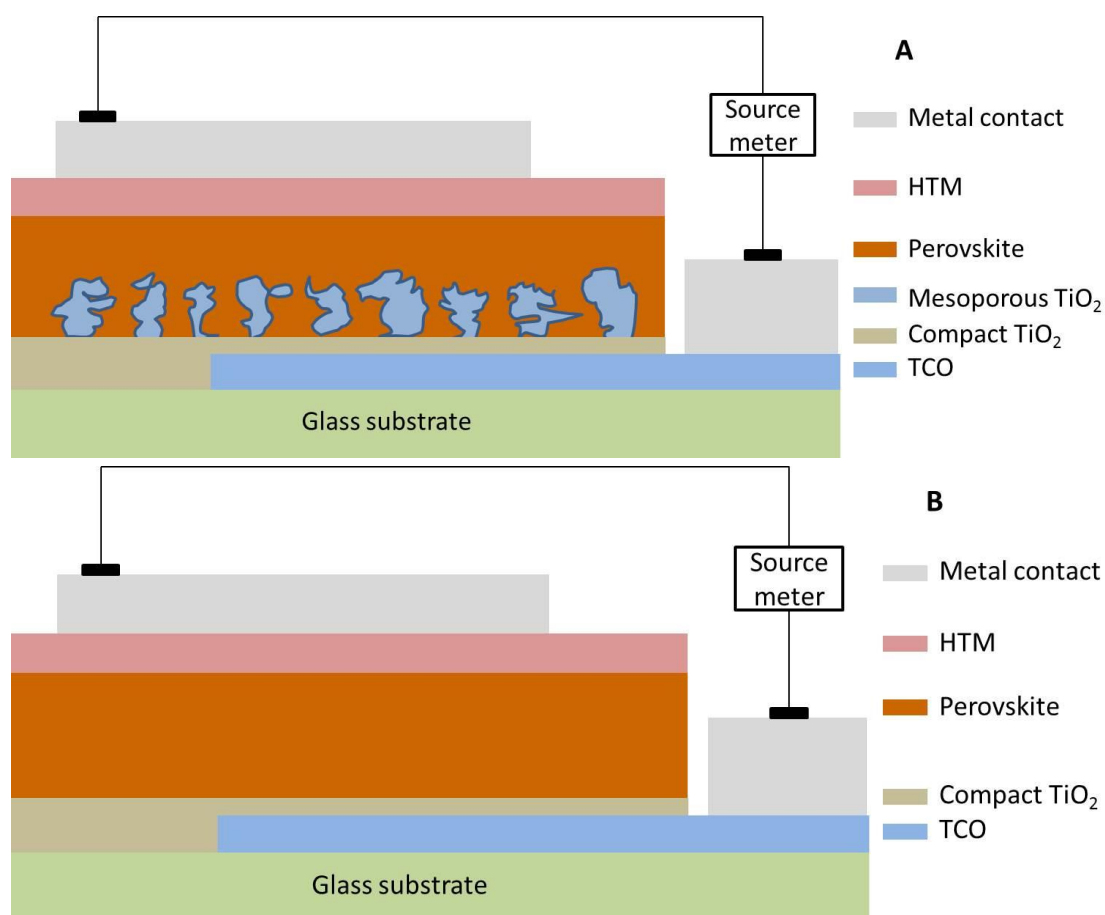 A
Source
meter
Metal contact
HTM
Perovskite
Mesoporous TiO₂
Compact TiO₂
TCO
Glass substrate
B
Source
meter
Metal contact
HTM
Perovskite
Compact TiO₂
TCO
Glass substrate